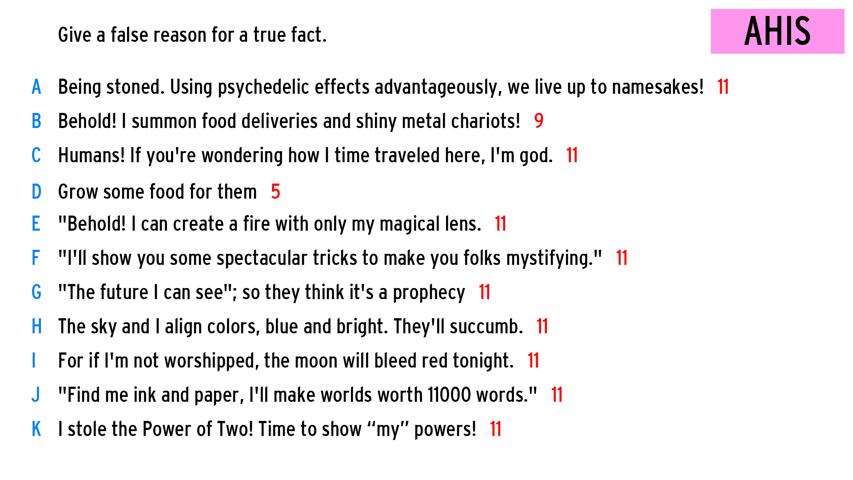 Give a false reason for a true fact.
AHIS
A Being stoned. Using psychedelic effects advantageously, we live up to namesakes! 11
B Behold! I summon food deliveries and shiny metal chariots! 9
C Humans! If you're wondering how I time traveled here, I'm god. 11
D Grow some food for them 5
E "Behold! I can create a fire with only my magical lens. 11
F "I'll show you some spectacular tricks to make you folks mystifying." 11
G "The future I can see"; so they think it's a prophecy 11
H The sky and I align colors, blue and bright. They'll succumb. 11
I For if I'm not worshipped, the moon will bleed red tonight. 11
J "Find me ink and paper, I'll make worlds worth 11000 words." 11
K I stole the Power of Two! Time to show “my” powers! 11